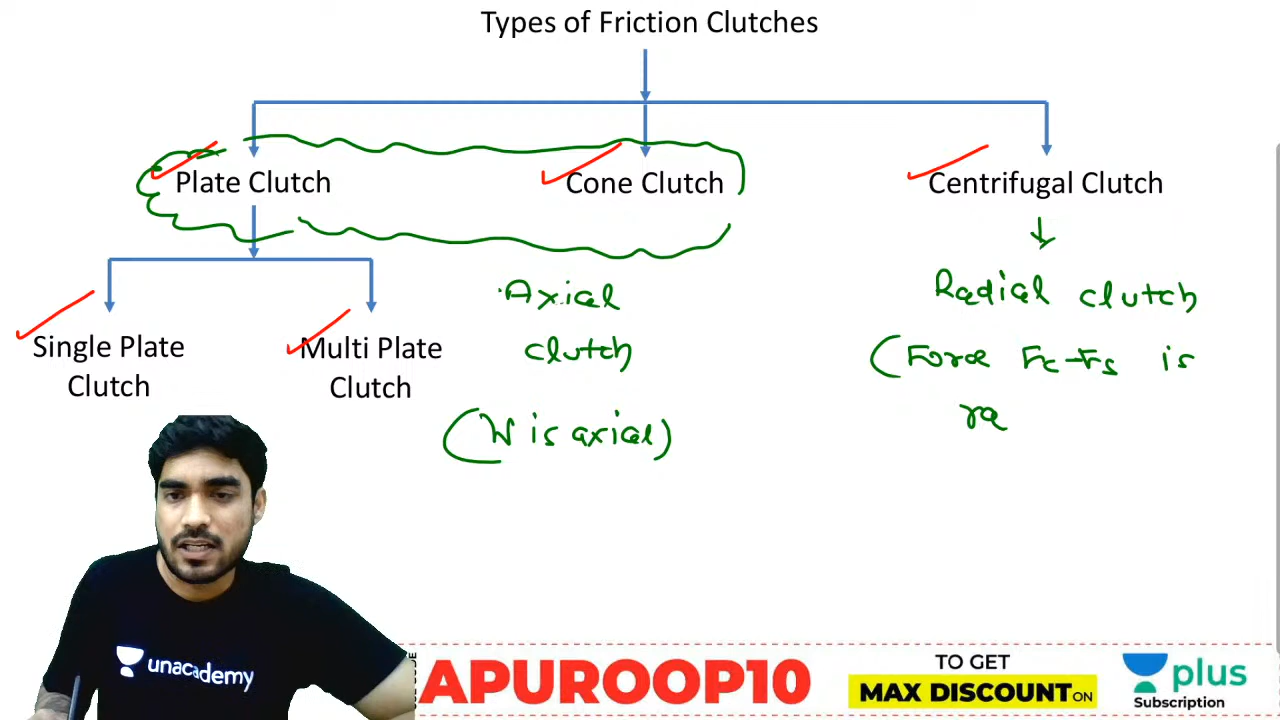 Types of Friction Clutches
Plate Clutch
Cone Clutch
Centrifugal Clutch
Single Plate
Clutch
Multi Plate
Clutch
Axial
clutch
(W is axial)
Radial clutch
(Force Fc-Fs is
ra
unacademy
APUROOP10
TO GET
MAX DISCOUNT ON
plus
Subscription